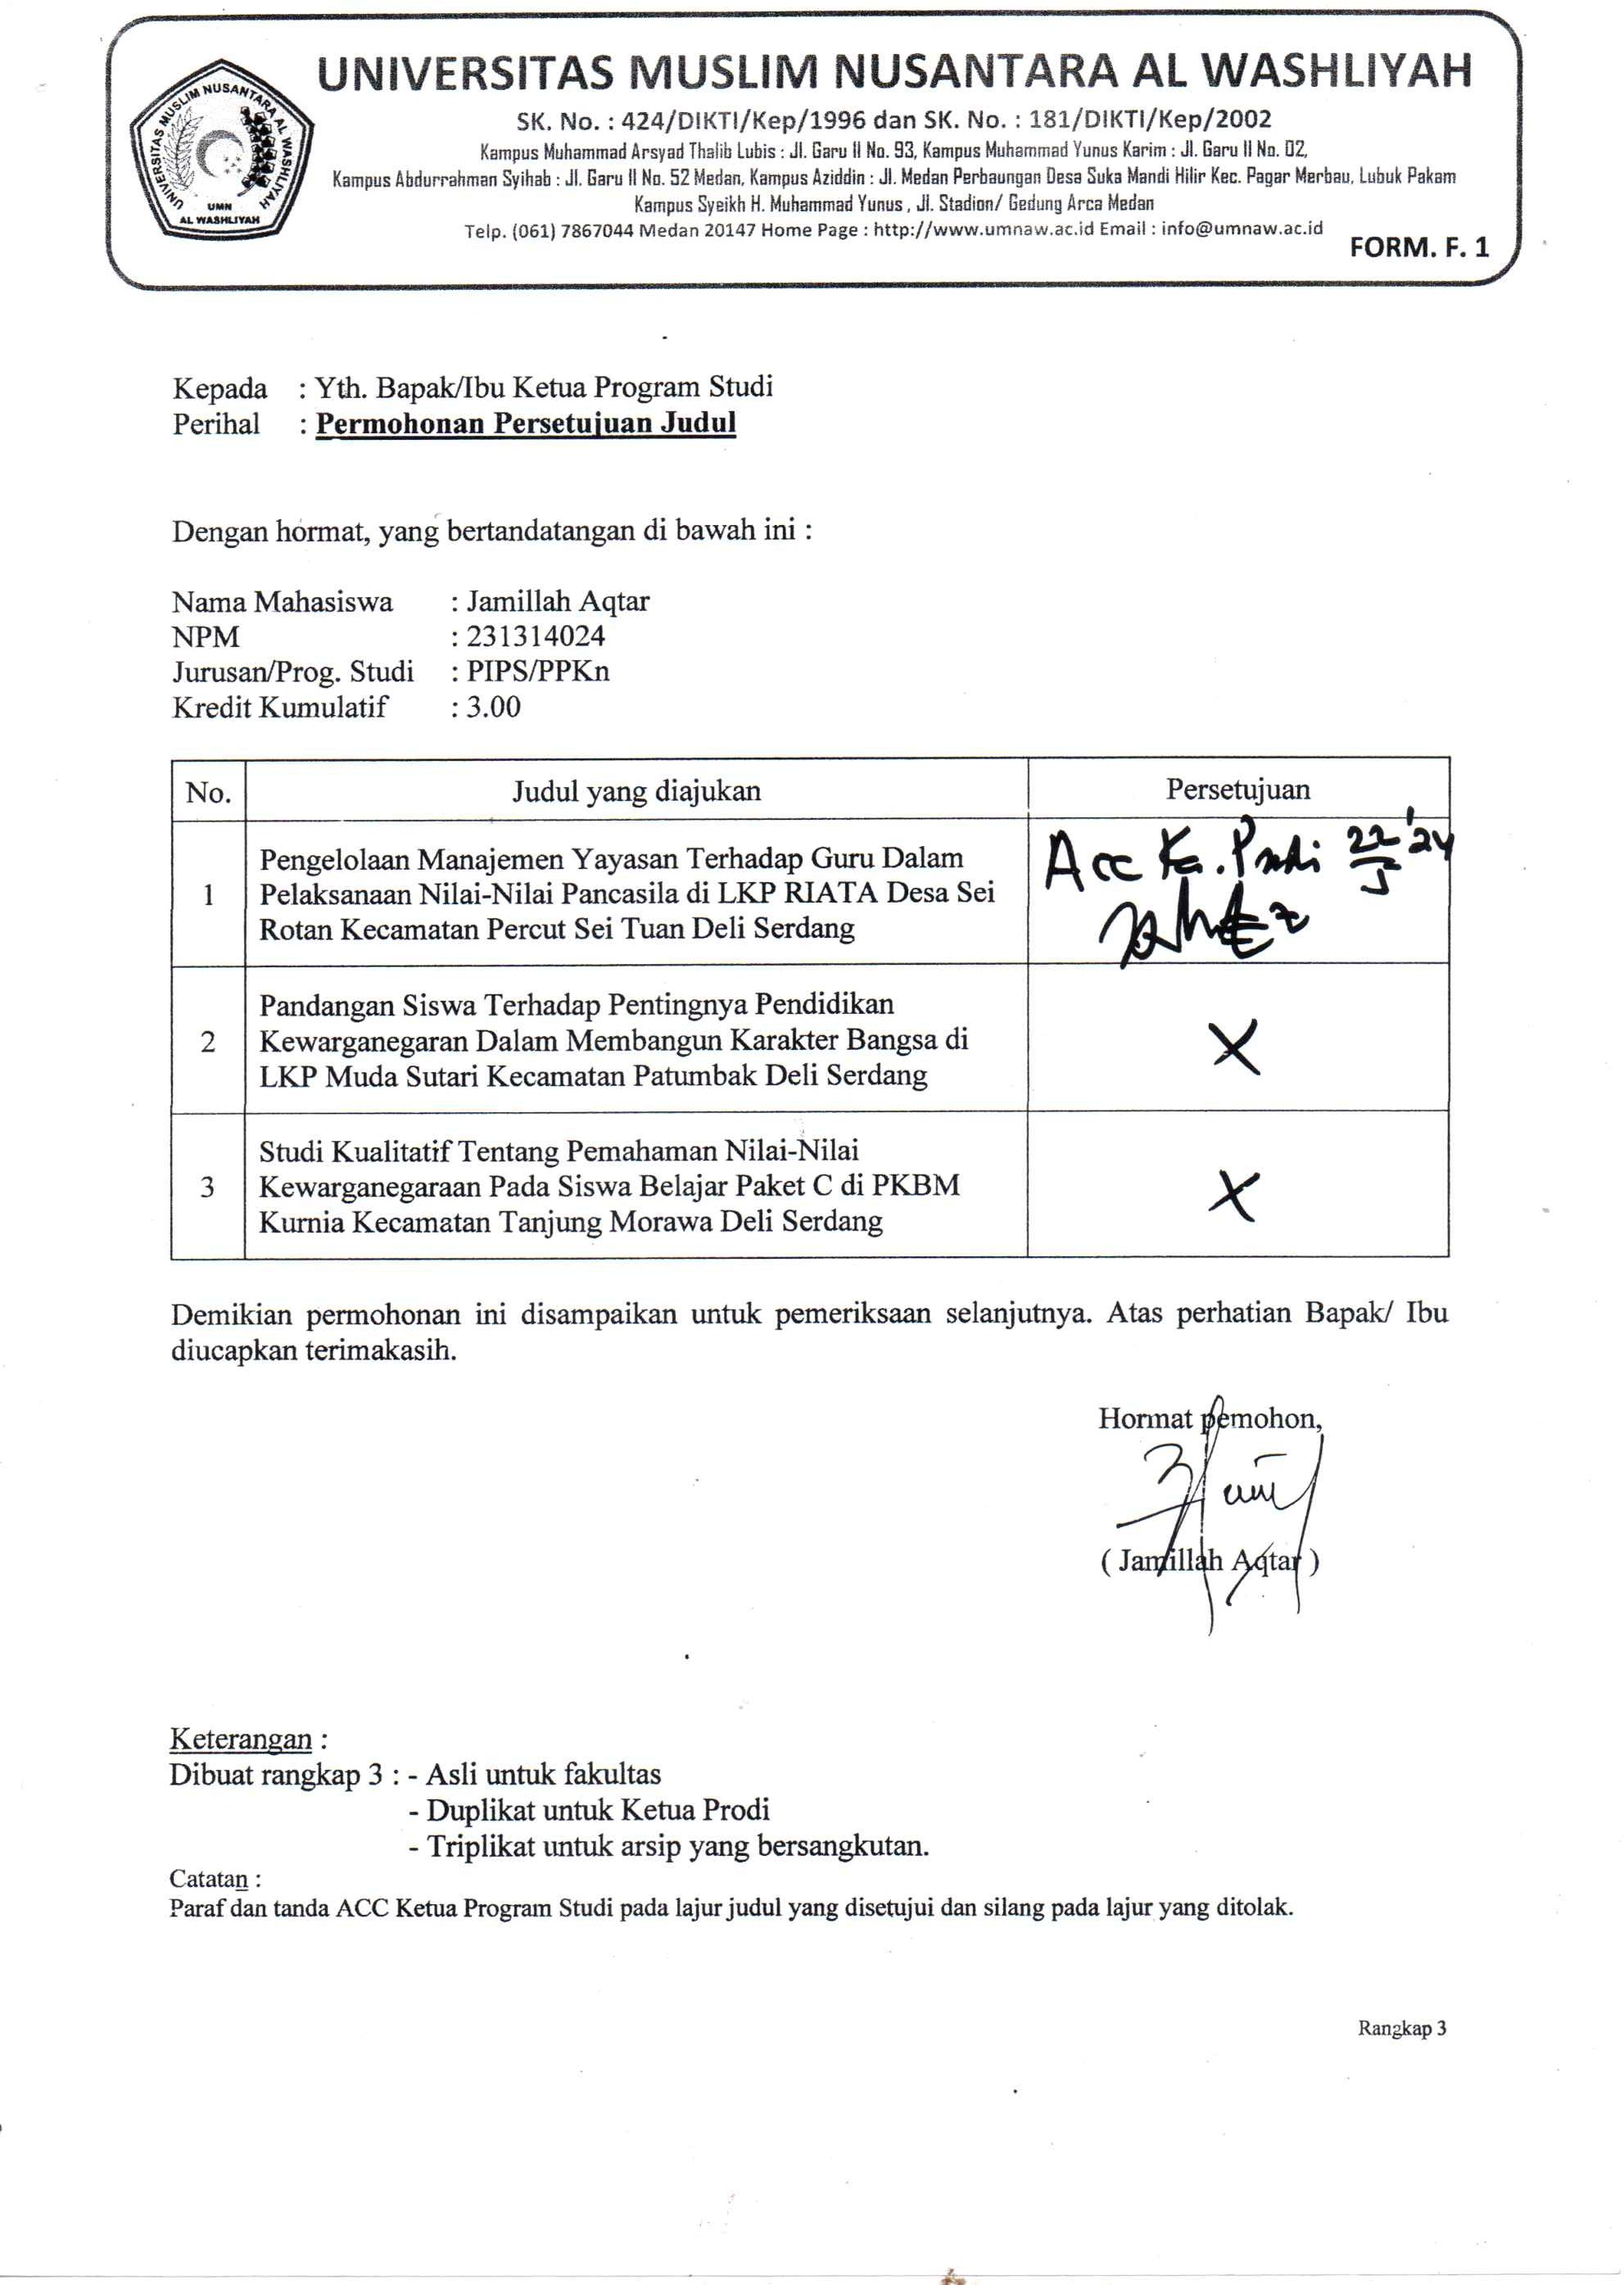 UNIVERSITAS MUSLIM NUSANTARA AL WASHLIYAH
UMN
AL WASHLIYAH
UNIVERSITAS MUSLIM NUSANTARA AL WASHLIYAH
SK. No. : 424/DIKTI/Kep/1996 dan SK. No. : 181/DIKTI/Kep/2002
Kampus Muhammad Arsyad Thalib Lubis : Jl. Garu II No. 93, Kampus Muhammad Yunus Karim : Jl. Garu II No. 02,
Kampus Abdurrahman Syihab : Jl. Garu II No. 52 Medan, Kampus Aziddin : Jl. Medan Perbaungan Desa Suka Mandi Hilir Kec. Pagar Merbau, Lubuk Pakam
Kampus Syeikh H. Muhammad Yunus , Jl. Stadion/ Gedung Arca Medan
Telp. (061) 7867044 Medan 20147 Home Page : http://www.umnaw.ac.id Email : info@umnaw.ac.id
FORM. F. 1
Kepada : Yth. Bapak/Ibu Ketua Program Studi
Perihal : Permohonan Persetujuan Judul
Dengan hormat, yang bertandatangan di bawah ini :
Nama Mahasiswa : Jamillah Aqtar
NPM : 231314024
Jurusan/Prog. Studi : PIPS/PPKn
Kredit Kumulatif : 3.00
No. Judul yang diajukan Persetujuan
1
Pengelolaan Manajemen Yayasan Terhadap Guru Dalam
Pelaksanaan Nilai-Nilai Pancasila di LKP RIATA Desa Sei
Rotan Kecamatan Percut Sei Tuan Deli Serdang
Acc Ka. Prodi 22/5 '24
2
Pandangan Siswa Terhadap Pentingnya Pendidikan
Kewarganegaran Dalam Membangun Karakter Bangsa di
LKP Muda Sutari Kecamatan Patumbak Deli Serdang
X
3
Studi Kualitatif Tentang Pemahaman Nilai-Nilai
Kewarganegaraan Pada Siswa Belajar Paket C di PKBM
Kurnia Kecamatan Tanjung Morawa Deli Serdang
X
Demikian permohonan ini disampaikan untuk pemeriksaan selanjutnya. Atas perhatian Bapak/ Ibu
diucapkan terimakasih.
Hormat pemohon,
( Jamillah Aqtar )
Keterangan :
Dibuat rangkap 3 : - Asli untuk fakultas
- Duplikat untuk Ketua Prodi
- Triplikat untuk arsip yang bersangkutan.
Catatan :
Paraf dan tanda ACC Ketua Program Studi pada lajur judul yang disetujui dan silang pada lajur yang ditolak.
Rangkap 3